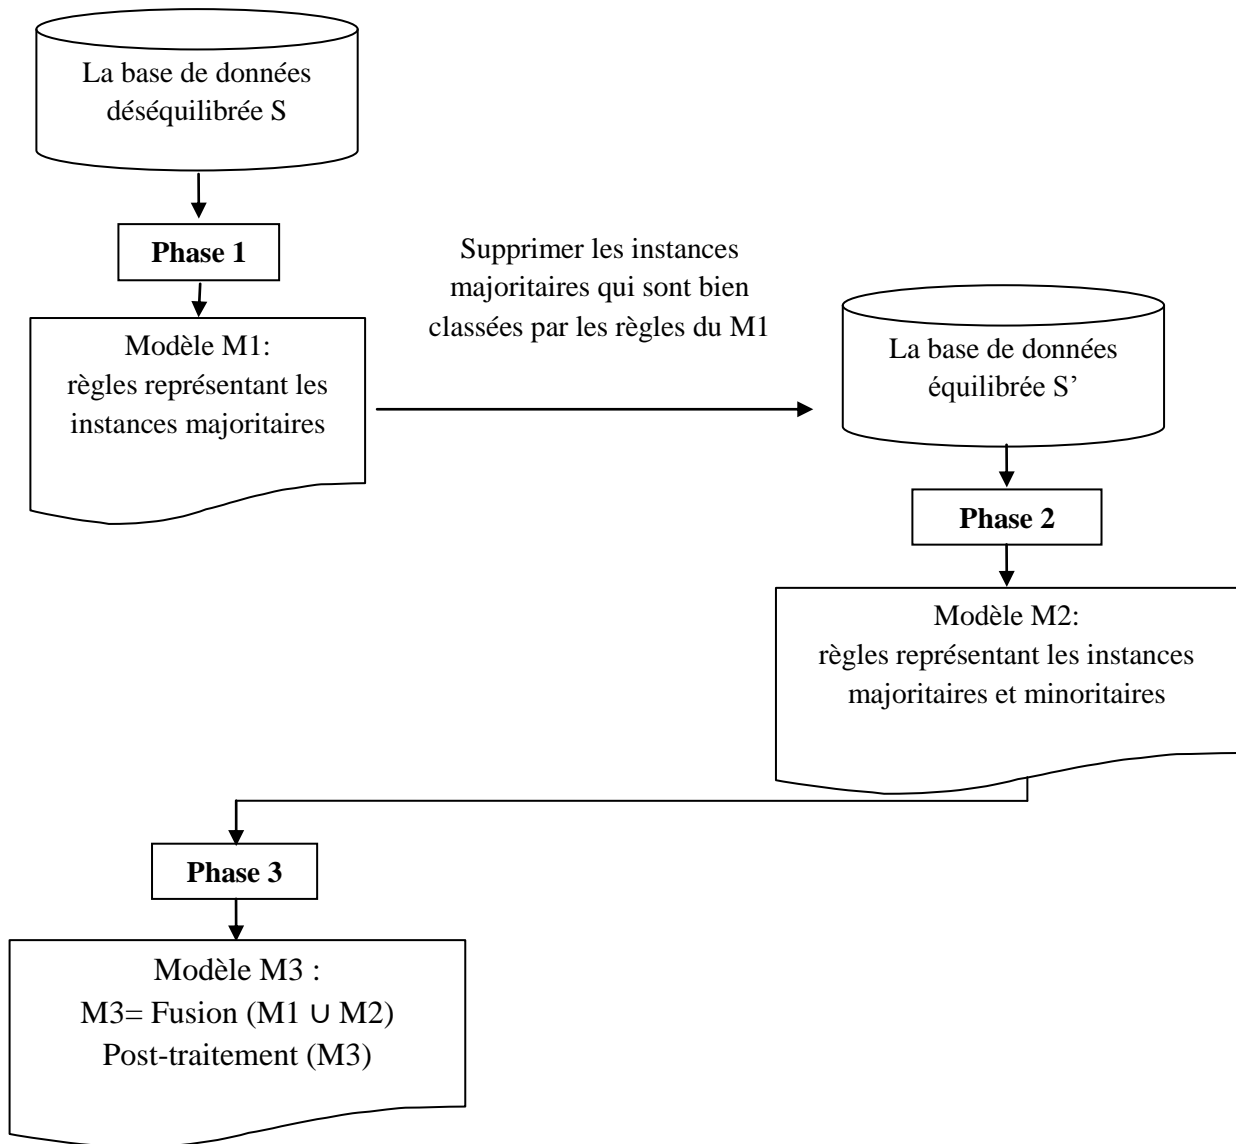 La base de données
déséquilibrée S
Phase 1
Supprimer les instances
majoritaires qui sont bien
classées par les règles du M1
Modèle M1:
règles représentant les
instances majoritaires
La base de données
équilibrée S’
Phase 2
Modèle M2:
règles représentant les instances
majoritaires et minoritaires
Phase 3
Modèle M3 :
M3= Fusion (M1 ∪ M2)
Post-traitement (M3)